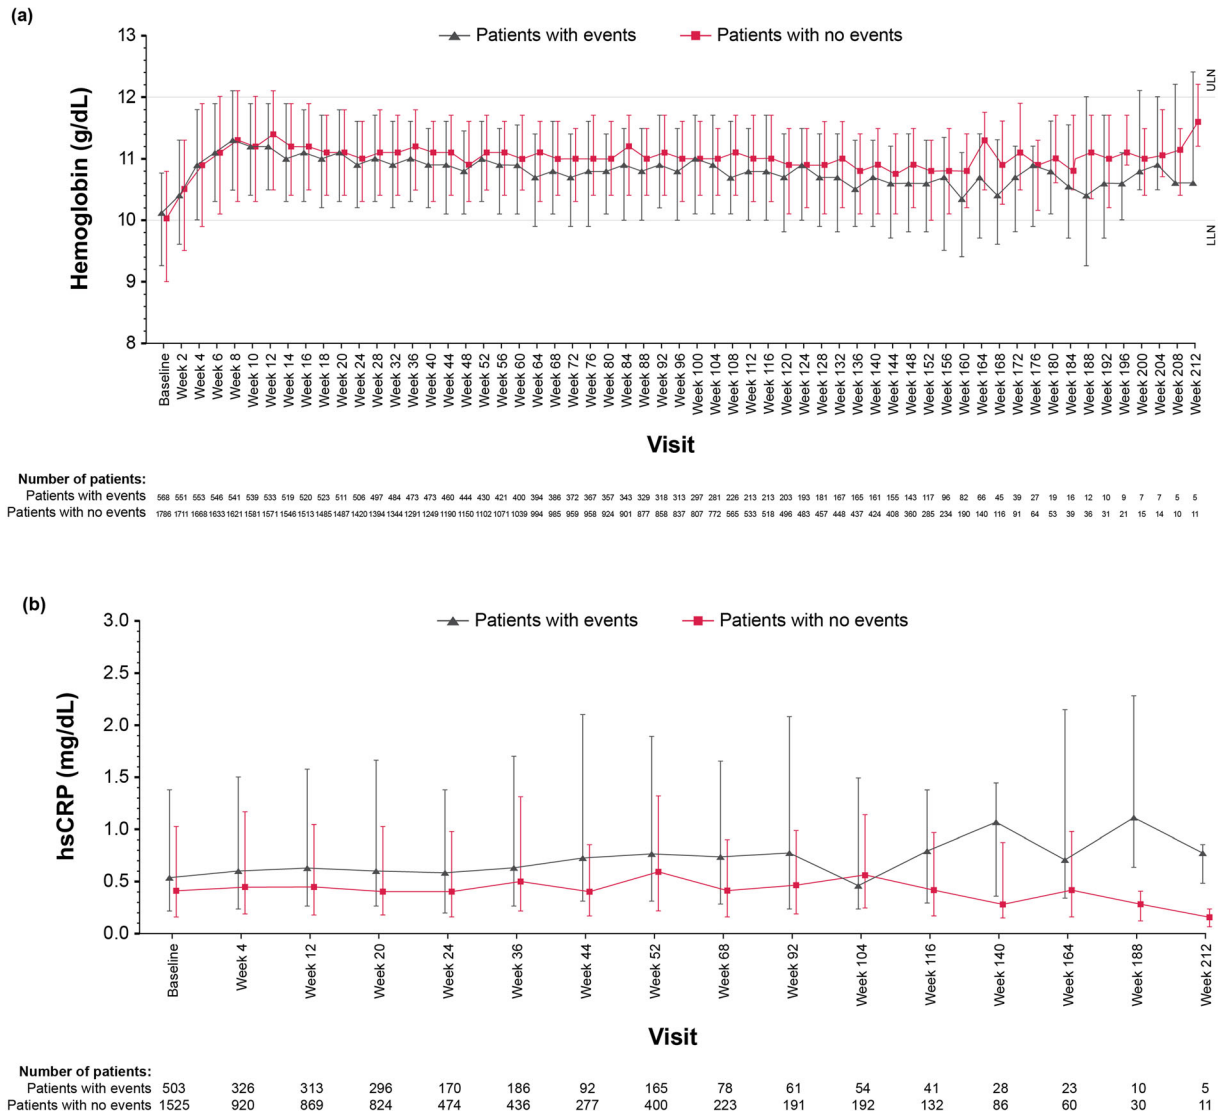 (a)
Patients with events
Patients with no events
Hemoglobin (g/dL)
13
12
11
10
9
8
ULN
LLN
Baseline
Week 2
Week 4
Week 6
Week 8
Week 10
Week 12
Week 14
Week 16
Week 18
Week 20
Week 24
Week 28
Week 32
Week 36
Week 40
Week 44
Week 48
Week 52
Week 56
Week 60
Week 64
Week 68
Week 72
Week 76
Week 80
Week 84
Week 88
Week 92
Week 96
Week 100
Week 104
Week 108
Week 112
Week 116
Week 120
Week 124
Week 128
Week 132
Week 136
Week 140
Week 144
Week 148
Week 152
Week 156
Week 160
Week 164
Week 168
Week 172
Week 176
Week 180
Week 184
Week 188
Week 192
Week 196
Week 200
Week 204
Week 208
Week 212
Visit
Number of patients:
Patients with events 568 551 553 546 541 539 533 519 520 523 511 506 497 484 473 473 460 444 430 421 400 394 386 372 367 357 343 329 318 313 297 281 226 213 213 203 193 181 167 165 161 155 143 117 96 82 66 45 39 27 19 16 12 10 9 7 7 5 5
Patients with no events 1786 1711 1668 1633 1621 1581 1571 1546 1513 1485 1487 1420 1394 1344 1291 1249 1190 1150 1102 1071 1039 994 985 959 958 924 901 877 858 837 807 772 565 533 518 496 483 457 448 437 424 408 360 285 234 190 140 116 91 64 53 39 36 31 21 15 14 10 11
(b)
Patients with events
Patients with no events
hsCRP (mg/dL)
3.0
2.5
2.0
1.5
1.0
0.5
0.0
Baseline
Week 4
Week 12
Week 20
Week 24
Week 36
Week 44
Week 52
Week 68
Week 92
Week 104
Week 116
Week 140
Week 164
Week 188
Week 212
Visit
Number of patients:
Patients with events 503 326 313 296 170 186 92 165 78 61 54 41 28 23 10 5
Patients with no events 1525 920 869 824 474 436 277 400 223 191 192 132 86 60 30 11